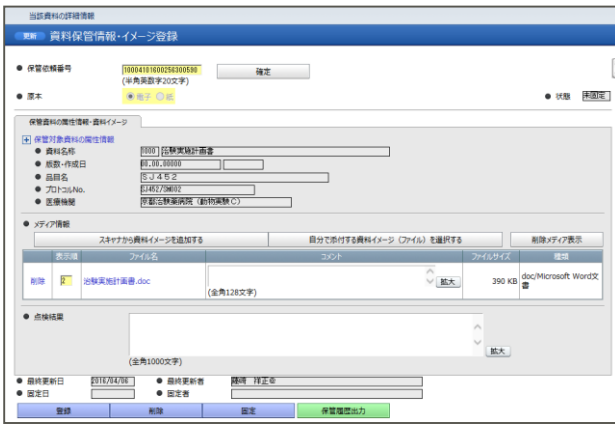 当該資料の詳細情報
更新 資料保管情報・イメージ登録
● 保管依頼番号 10004101600256300590 確定
(半角英数字20文字)
● 原本 電子 紙 ● 状態 未固定
保管資料の属性情報・資料イメージ
保管対象資料の属性情報
● 資料名称 0000 治験実施計画書
● 版数・作成日 00.00.00000
● 品目名 SJ452
● プロトコルNo. SJ452/SM002
● 医療機関 京都治験薬病院(動物実験C)
● メディア情報
スキャナから資料イメージを追加する 自分で添付する資料イメージ(ファイル)を選択する 削除メディア表示
表示順 ファイル名 コメント ファイルサイズ 種類
削除 2 治験実施計画書.doc 拡大 390 KB doc/Microsoft Word文書
(全角128文字)
● 点検結果
拡大
(全角1000文字)
● 最終更新日 2016/04/06 ● 最終更新者 祥正幸
● 固定日 ● 固定者
登録 削除 固定 保管履歴出力